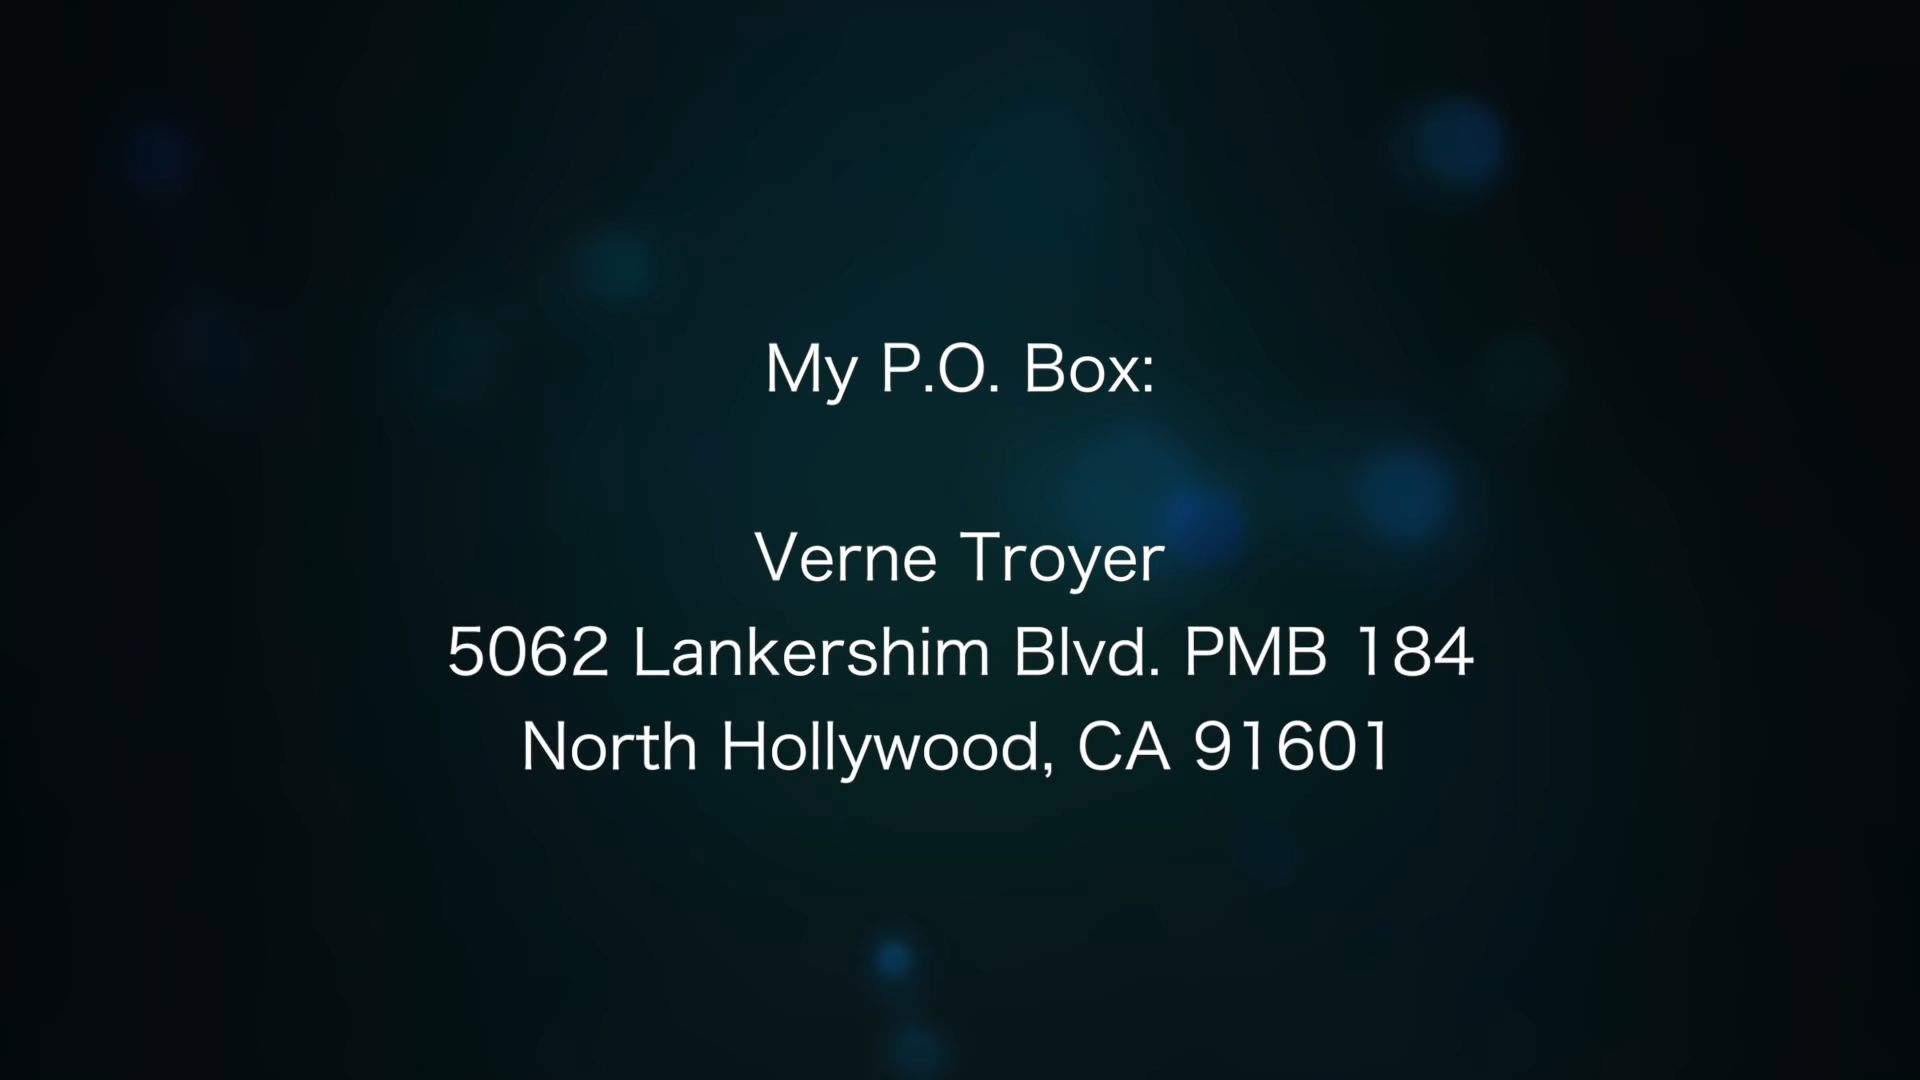 My P.O. Box:
Verne Troyer
5062 Lankershim Blvd. PMB 184
North Hollywood, CA 91601